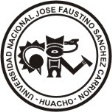 UNIVERSIDAD NACIONAL JOSE FAUSTINO SANCHEZ CARRION
-HUACHO-